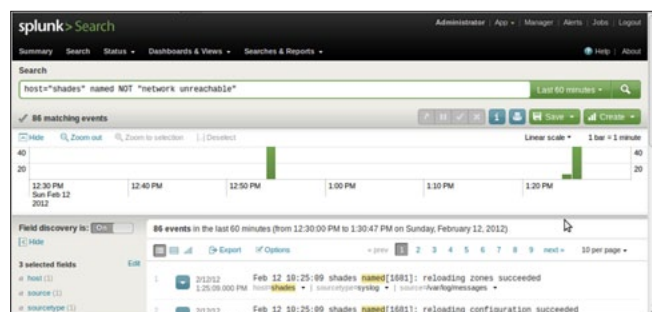 splunk> Search
Administrator | App | Manager | Alerts | Jobs | Logout
Summary Search Status Dashboards & Views Searches & Reports
Help | About
Search
host="shades" named NOT "network unreachable"
Last 60 minutes
86 matching events
Save Create
Hide Zoom out Zoom to selection [..] Deselect
Linear scale 1 bar = 1 minute
40 40
20 20
12:30 PM 12:40 PM 12:50 PM 1:00 PM 1:10 PM 1:20 PM
Sun Feb 12
2012
Field discovery is: On
86 events in the last 60 minutes (from 12:30:00 PM to 1:30:47 PM on Sunday, February 12, 2012)
Hide
Export Options
« prev 1 2 3 4 5 6 7 8 9 next » 10 per page
3 selected fields Edit
a host (1)
a source (1)
a sourcetype (1)
1 2/12/12 Feb 12 10:25:09 shades named[1681]: reloading zones succeeded
1:25:09.000 PM host=shades | sourcetype=syslog | source=/var/log/messages
2 2/12/12 Feb 12 10:25:09 shades named[1681]: reloading configuration succeeded